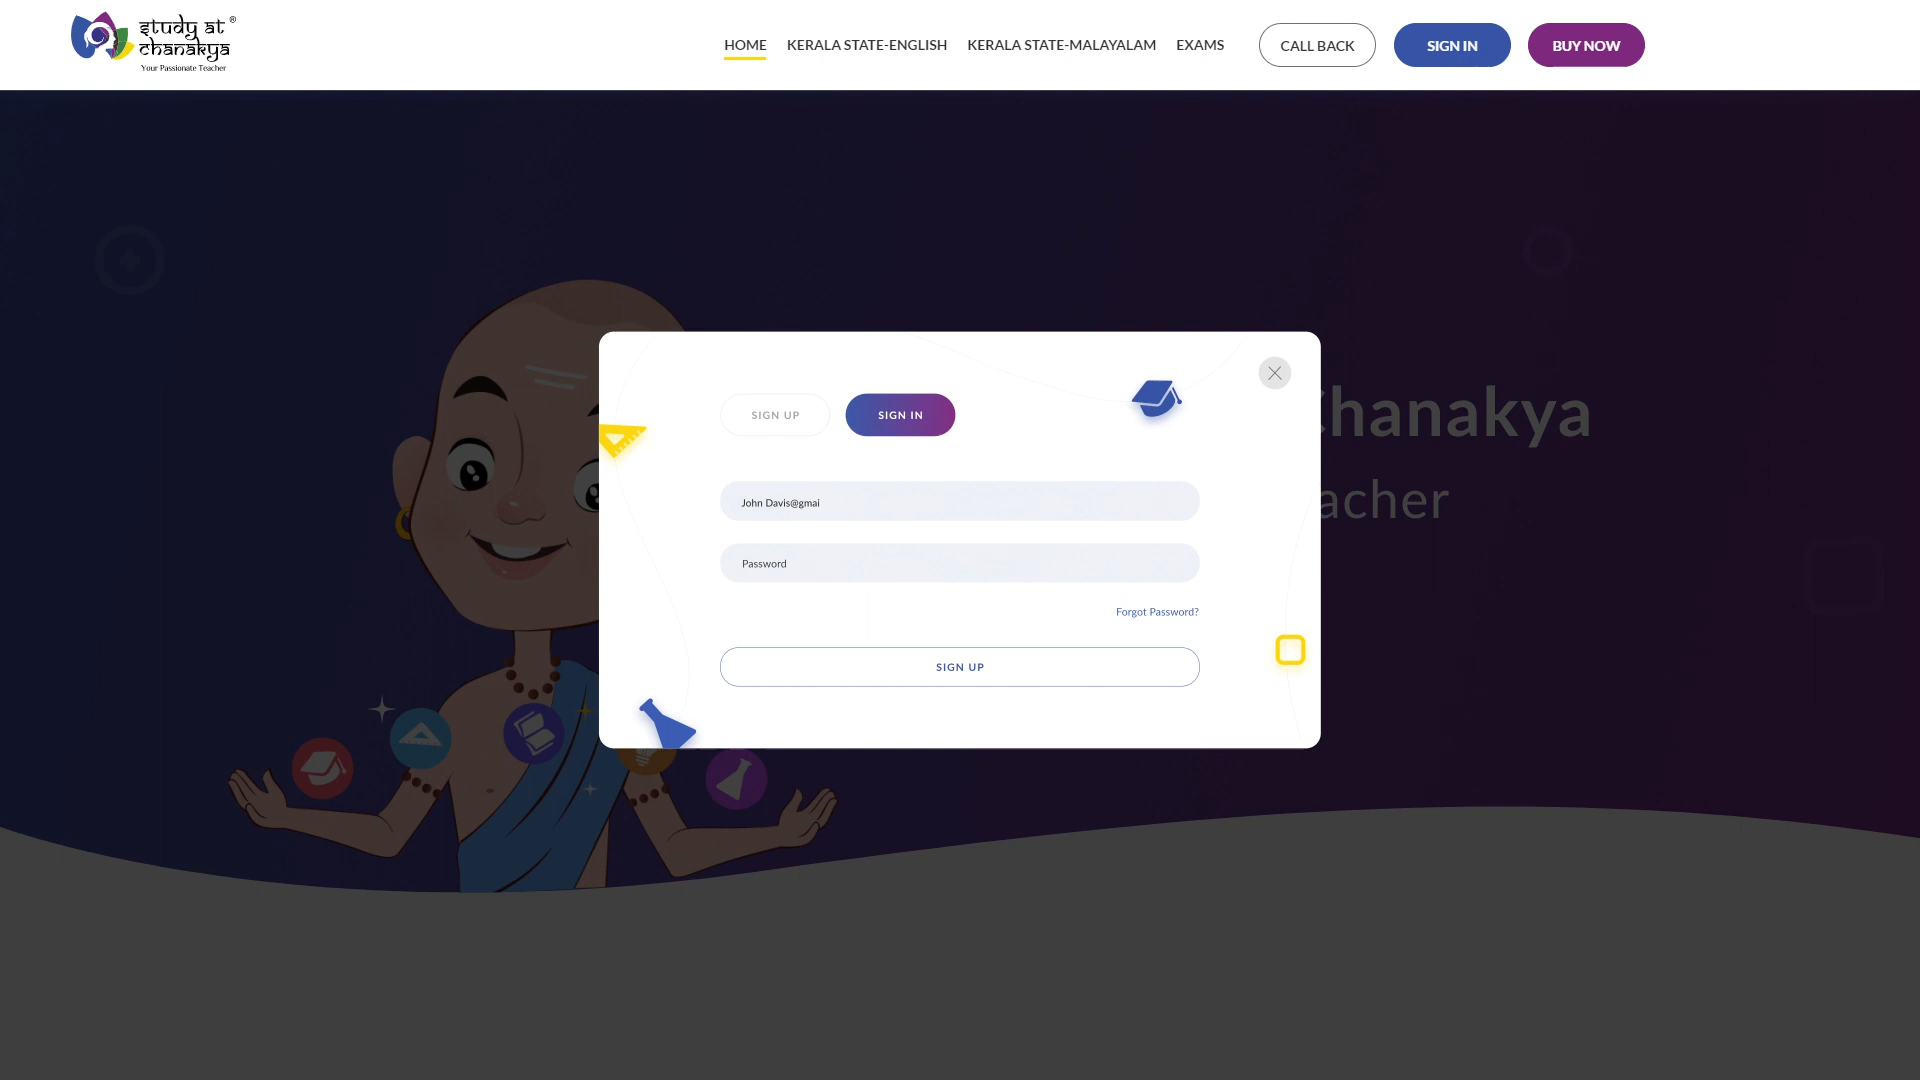 study at ®
chanakya
Your Passionate Teacher
HOME KERALA STATE-ENGLISH KERALA STATE-MALAYALAM EXAMS CALL BACK SIGN IN BUY NOW
Chanakya
acher
SIGN UP SIGN IN
John Davis@gmai
Password
Forgot Password?
SIGN UP